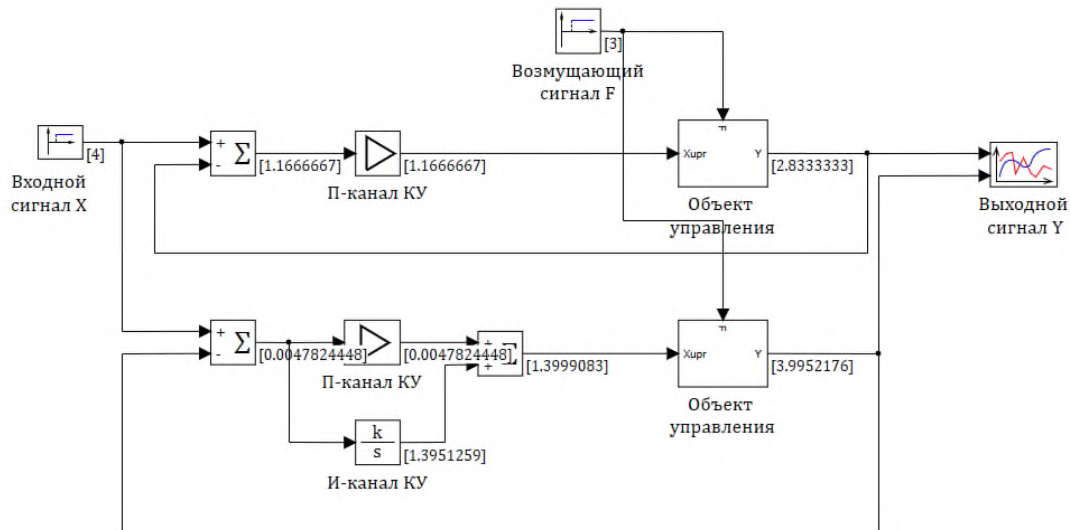 [3]
Возмущающий
сигнал F
[4]
Входной
сигнал X
+
-
Σ
[1.1666667]
П-канал КУ
[1.1666667]
F
Xupr
Y
[2.8333333]
Объект
управления
Выходной
сигнал Y
+
-
Σ
[0.0047824448]
П-канал КУ
[0.0047824448]
+
+
Σ
[1.3999083]
F
Xupr
Y
[3.9952176]
Объект
управления
k
s
[1.3951259]
И-канал КУ